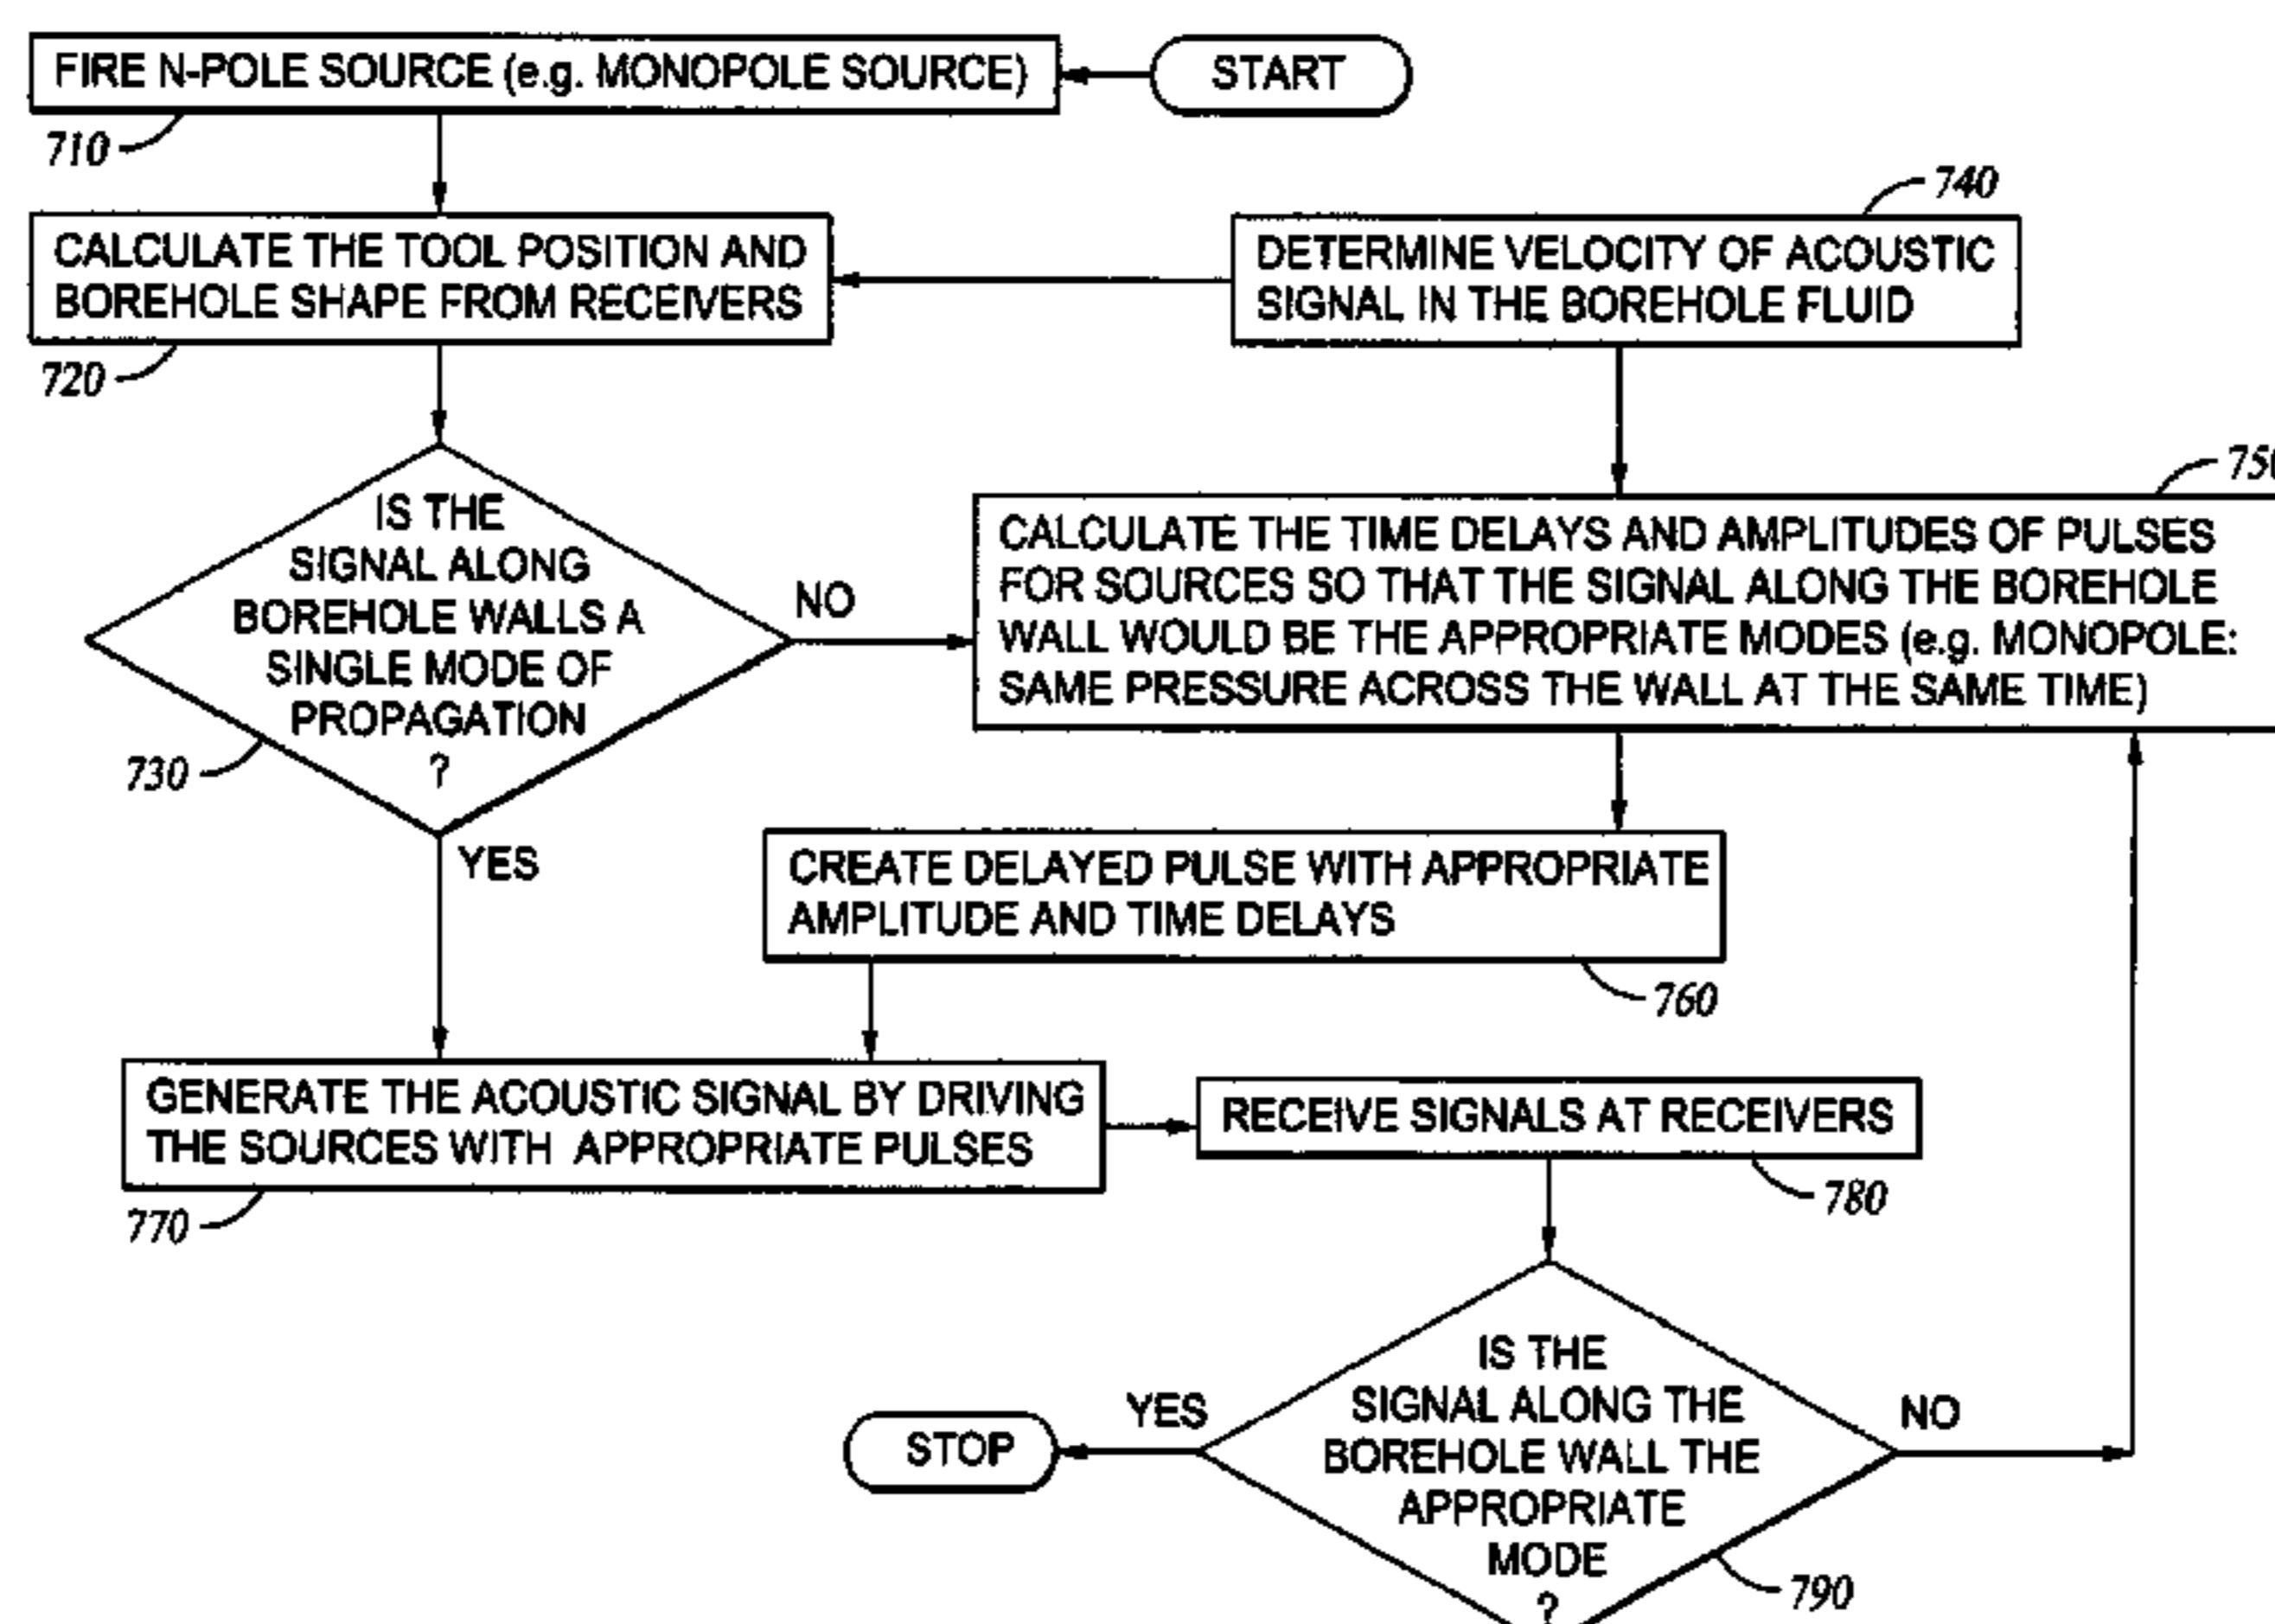 FIRE N-POLE SOURCE (e.g. MONOPOLE SOURCE)
START
710
740
CALCULATE THE TOOL POSITION AND
BOREHOLE SHAPE FROM RECEIVERS
DETERMINE VELOCITY OF ACOUSTIC
SIGNAL IN THE BOREHOLE FLUID
720
750
IS THE
SIGNAL ALONG
BOREHOLE WALLS A
SINGLE MODE OF
PROPAGATION
?
NO
730
YES
CALCULATE THE TIME DELAYS AND AMPLITUDES OF PULSES
FOR SOURCES SO THAT THE SIGNAL ALONG THE BOREHOLE
WALL WOULD BE THE APPROPRIATE MODES (e.g. MONOPOLE:
SAME PRESSURE ACROSS THE WALL AT THE SAME TIME)
CREATE DELAYED PULSE WITH APPROPRIATE
AMPLITUDE AND TIME DELAYS
760
GENERATE THE ACOUSTIC SIGNAL BY DRIVING
THE SOURCES WITH APPROPRIATE PULSES
770
RECEIVE SIGNALS AT RECEIVERS
780
IS THE
SIGNAL ALONG THE
BOREHOLE WALL THE
APPROPRIATE
MODE
?
YES
NO
STOP
790